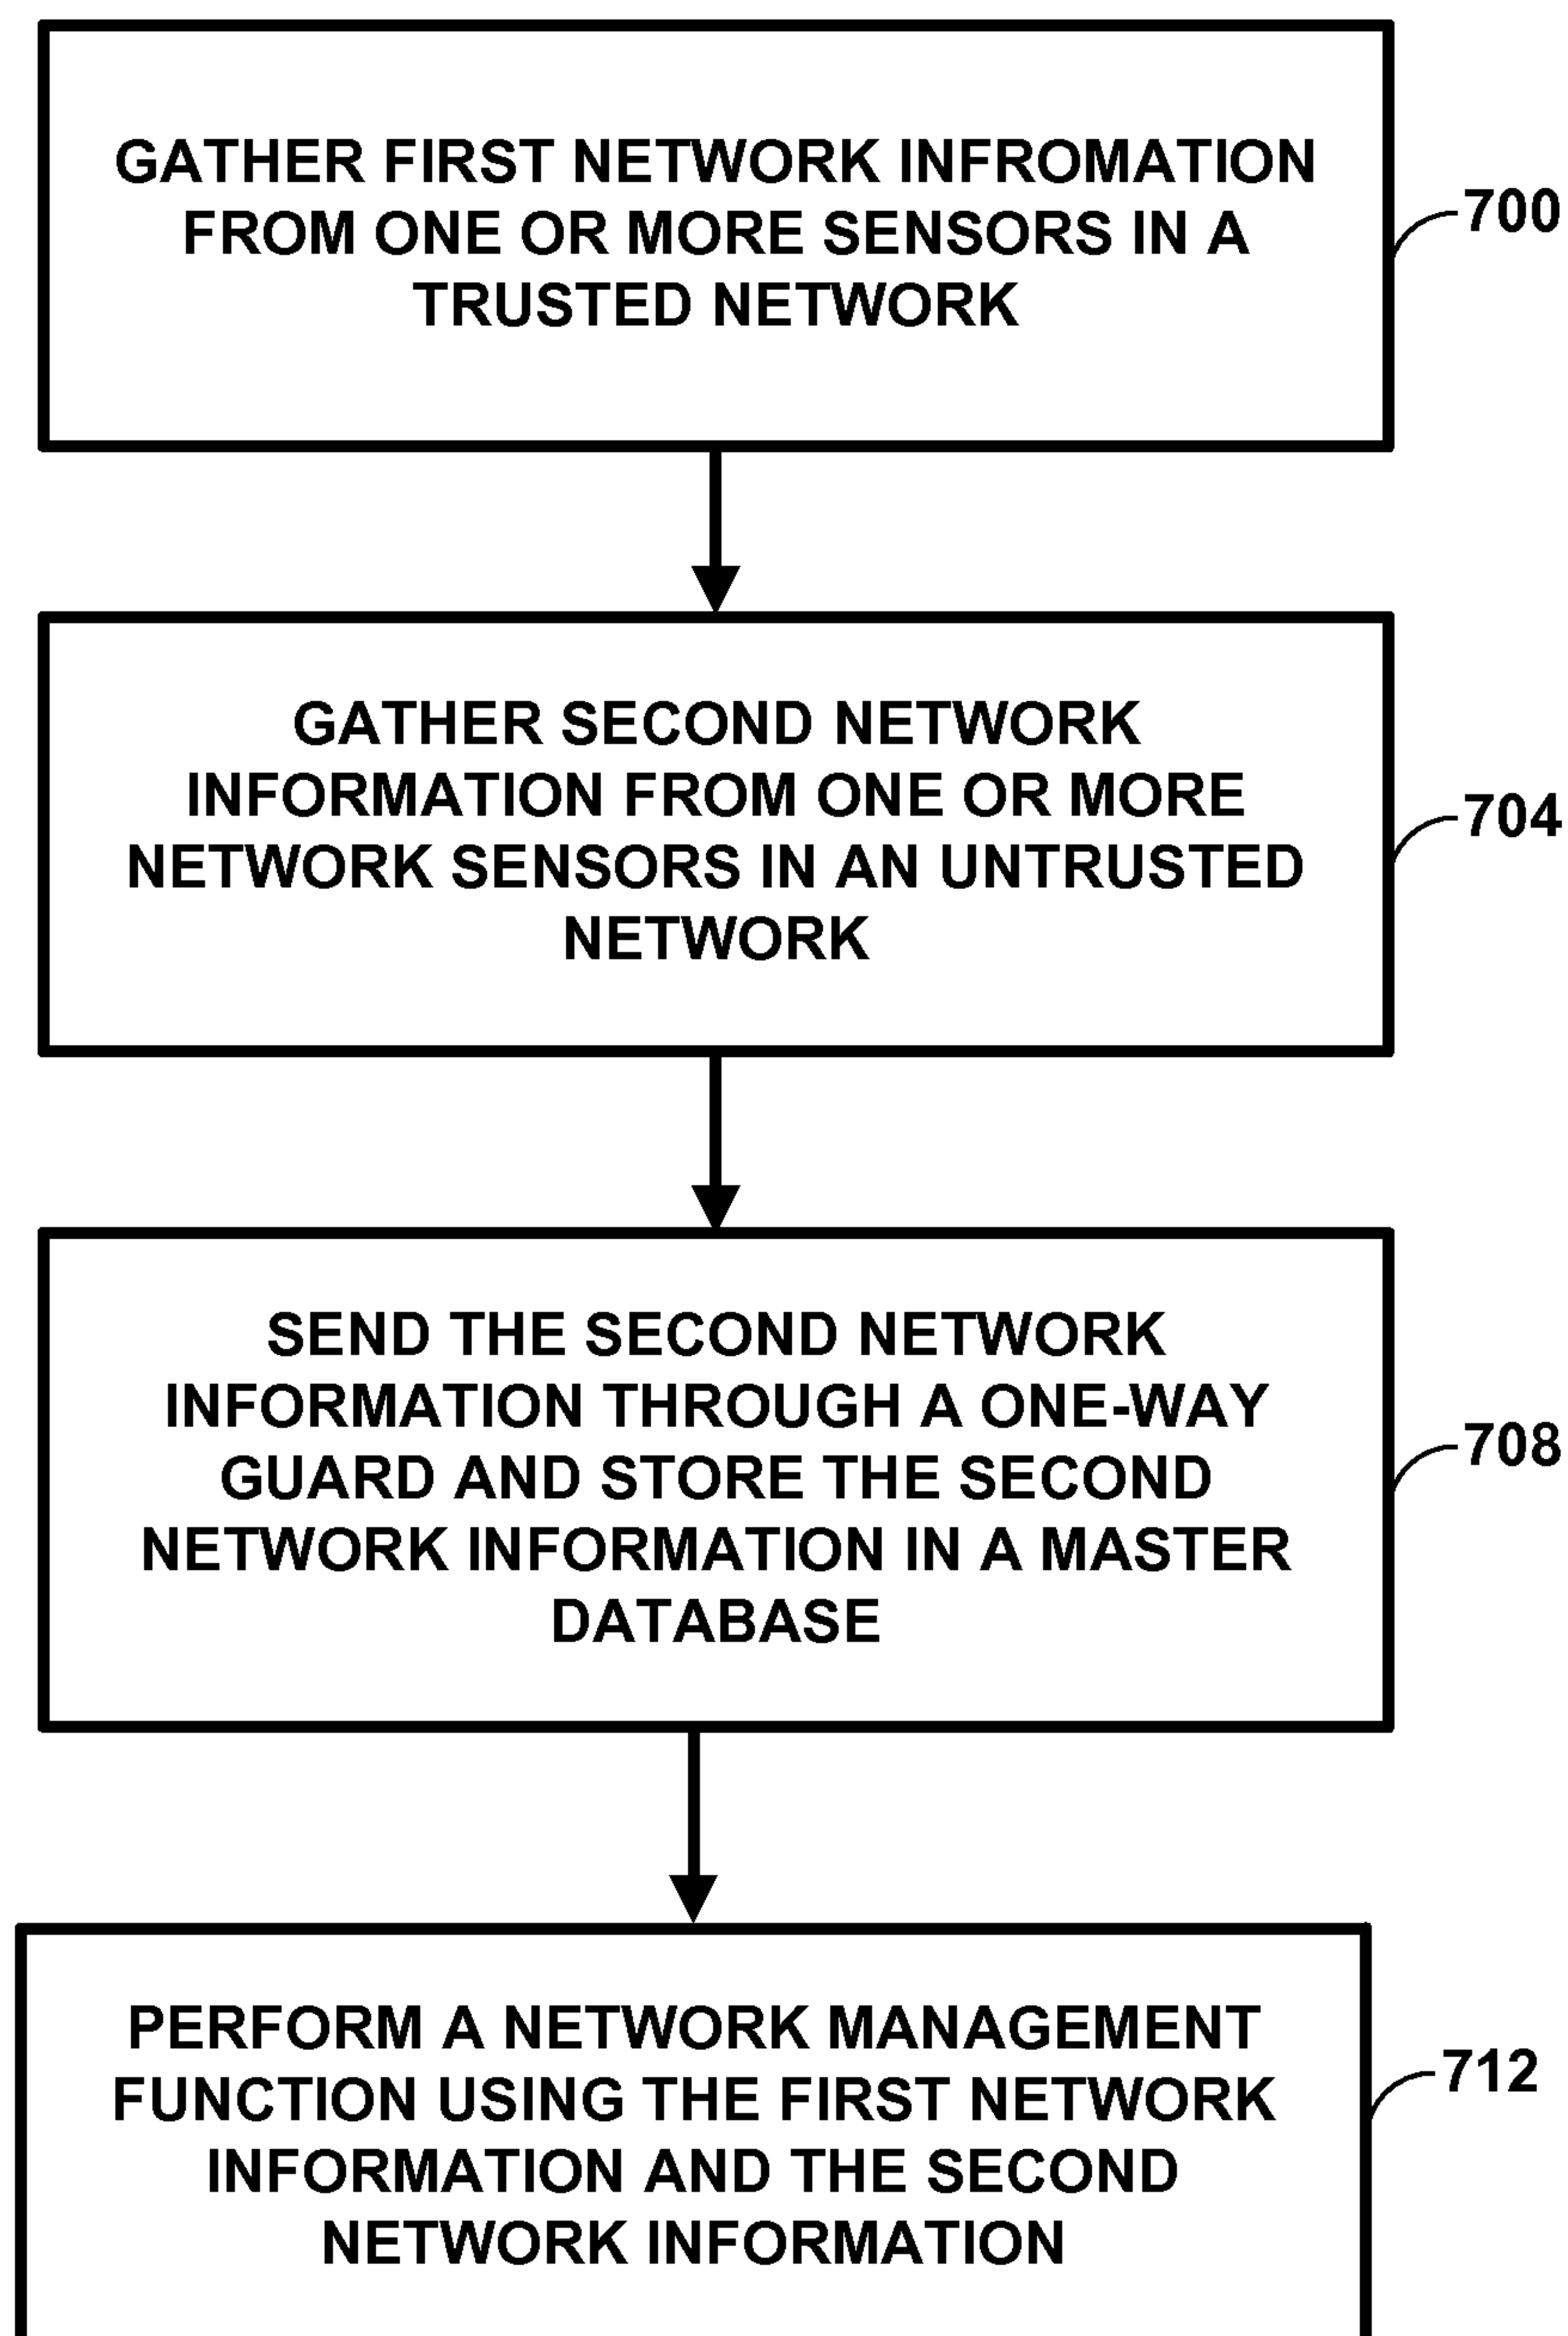 GATHER FIRST NETWORK INFROMATION
FROM ONE OR MORE SENSORS IN A
TRUSTED NETWORK
700
GATHER SECOND NETWORK
INFORMATION FROM ONE OR MORE
NETWORK SENSORS IN AN UNTRUSTED
NETWORK
704
SEND THE SECOND NETWORK
INFORMATION THROUGH A ONE-WAY
GUARD AND STORE THE SECOND
NETWORK INFORMATION IN A MASTER
DATABASE
708
PERFORM A NETWORK MANAGEMENT
FUNCTION USING THE FIRST NETWORK
INFORMATION AND THE SECOND
NETWORK INFORMATION
712